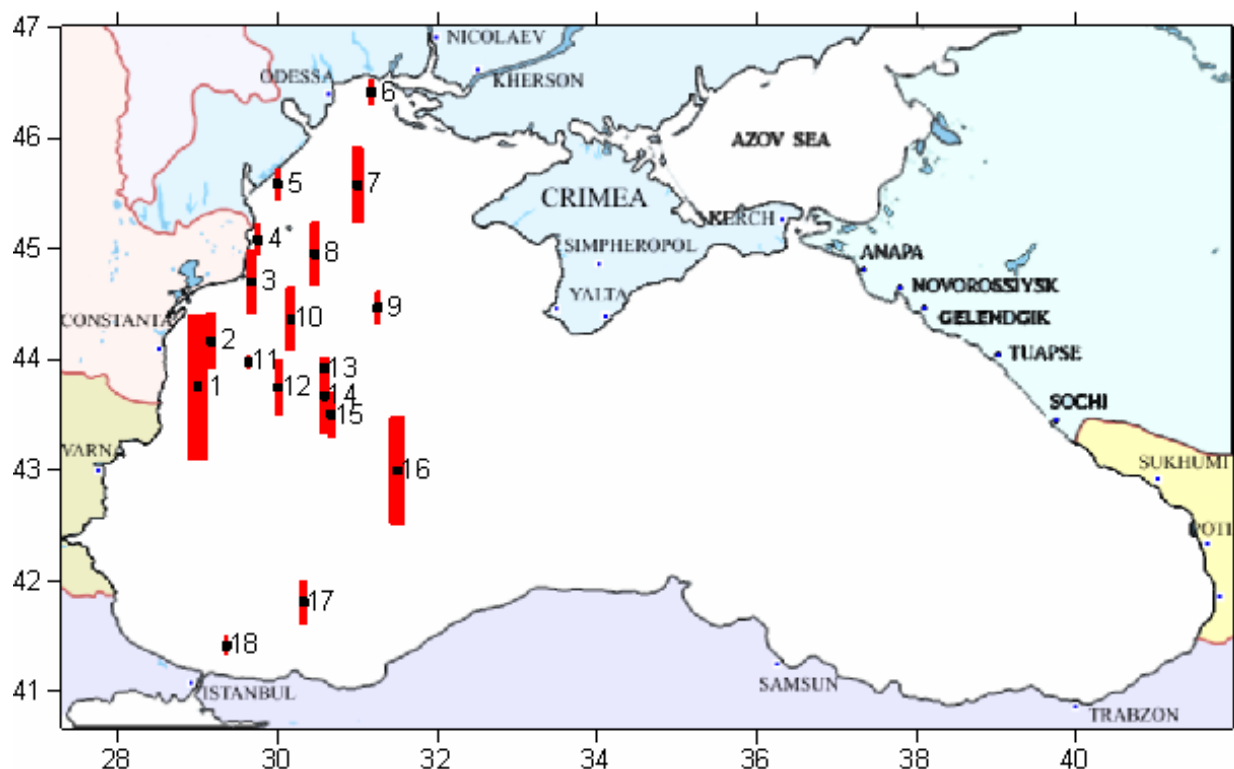 47
NICOLAEV
ODESSA
KHERSON
6
46
AZOV SEA
7
5
CRIMEA
KERCH
4
SIMPHEROPOL
45
8
ANAPA
3
NOVOROSSIYSK
YALTA
9
10
GELENDGIK
CONSTANTA
2
TUAPSE
44
11
13
1
12
14
SOCHI
15
VARNA
43
16
SUKHUMI
POTI
42
17
18
SAMSUN
41
ISTANBUL
TRABZON
28 30 32 34 36 38 40